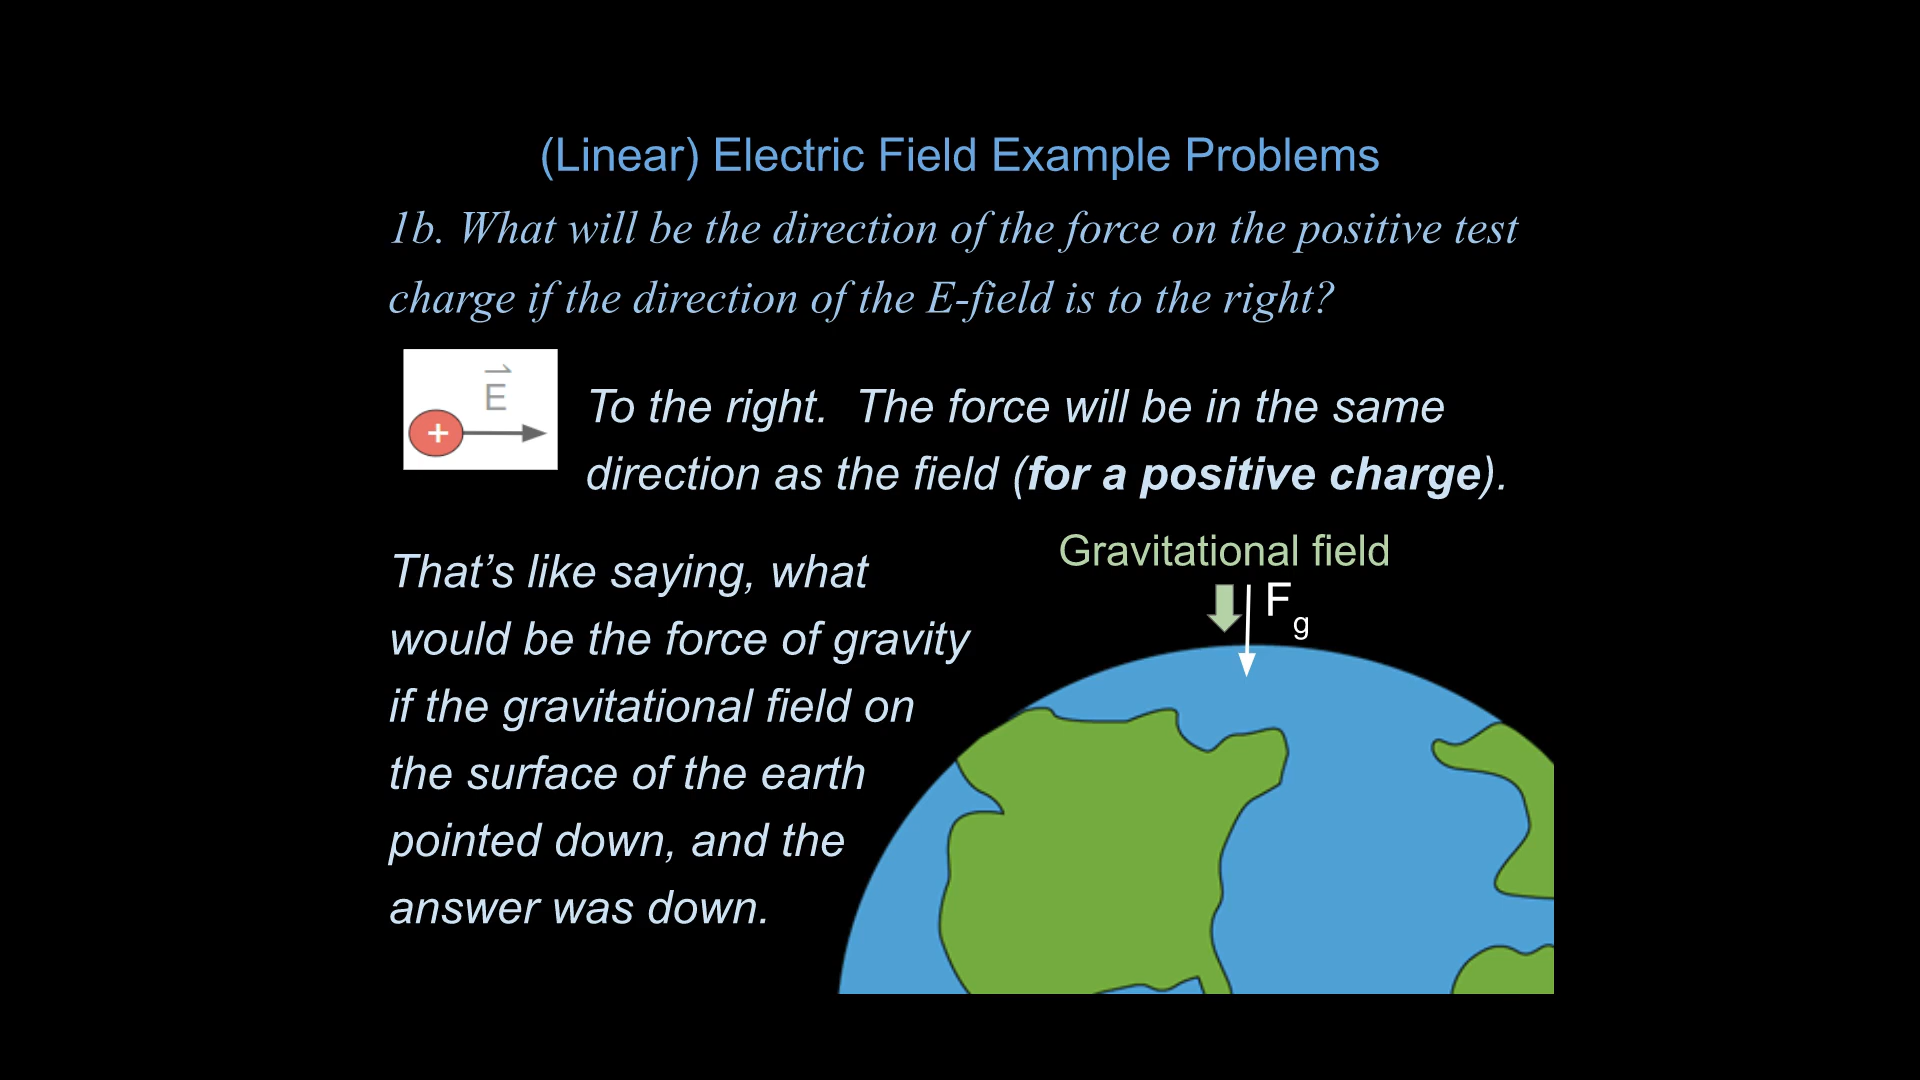 (Linear) Electric Field Example Problems
1b. What will be the direction of the force on the positive test
charge if the direction of the E-field is to the right?
E
+
To the right.  The force will be in the same
direction as the field (for a positive charge).
Gravitational field
Fg
That’s like saying, what
would be the force of gravity
if the gravitational field on
the surface of the earth
pointed down, and the
answer was down.